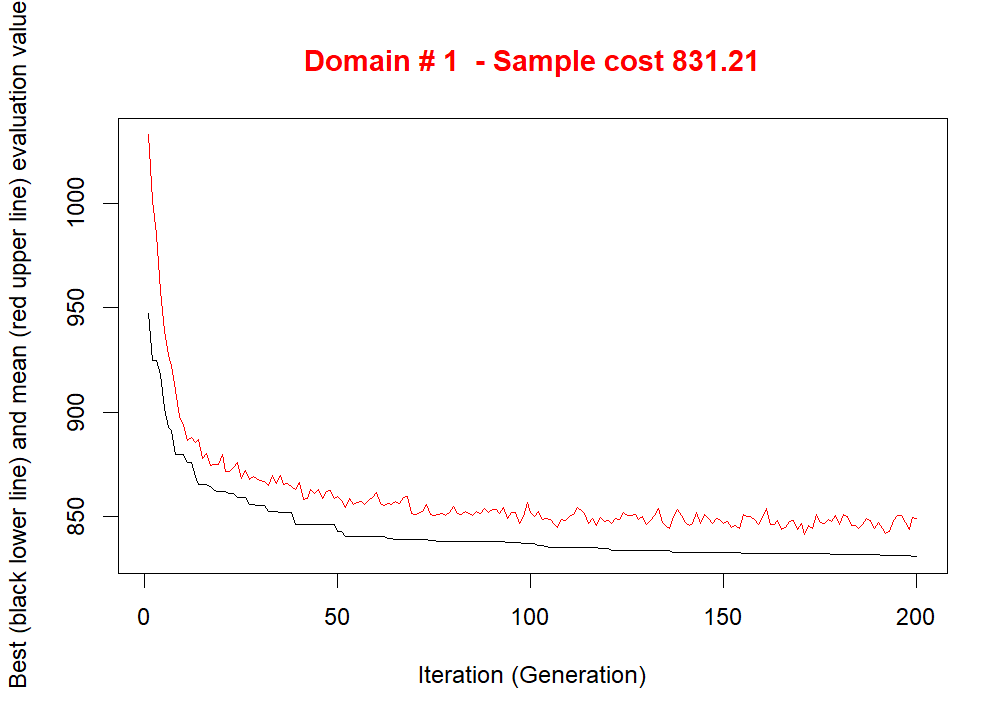 Domain # 1  - Sample cost 831.21
Best (black lower line) and mean (red upper line) evaluation value
1000
950
900
850
0 50 100 150 200
Iteration (Generation)